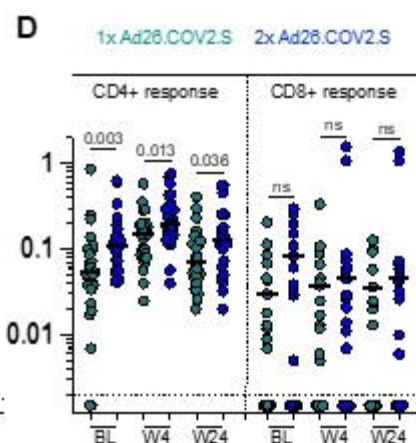 D
1x Ad26.COV2.S 2x Ad26.COV2.S
CD4+ response CD8+ response
0.003 0.013 0.036 ns ns ns
1
0.1
0.01
BL W4 W24 BL W4 W24